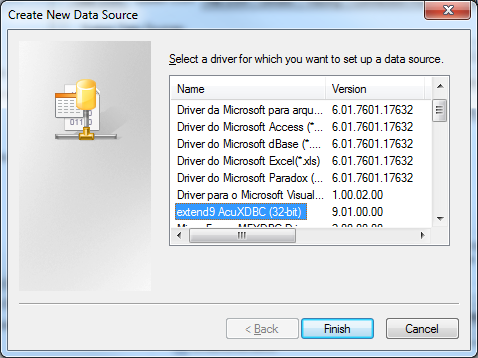 Create New Data Source
Select a driver for which you want to set up a data source.
Name Version
Driver da Microsoft para arqu... 6.01.7601.17632
Driver do Microsoft Access (*.... 6.01.7601.17632
Driver do Microsoft dBase (*.... 6.01.7601.17632
Driver do Microsoft Excel(*.xls) 6.01.7601.17632
Driver do Microsoft Paradox (... 6.01.7601.17632
Driver para o Microsoft Visual... 1.00.02.00
extend9 AcuXDBC (32-bit) 9.01.00.00
< Back Finish Cancel